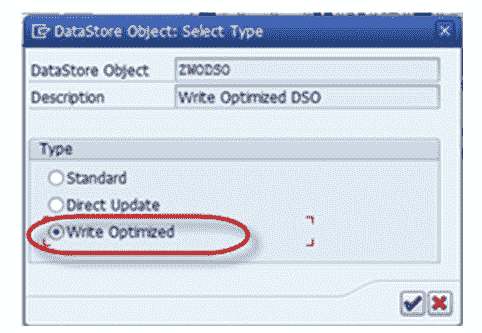 DataStore Object: Select Type
DataStore Object ZWODSO
Description Write Optimized DSO
Type
Standard
Direct Update
Write Optimized